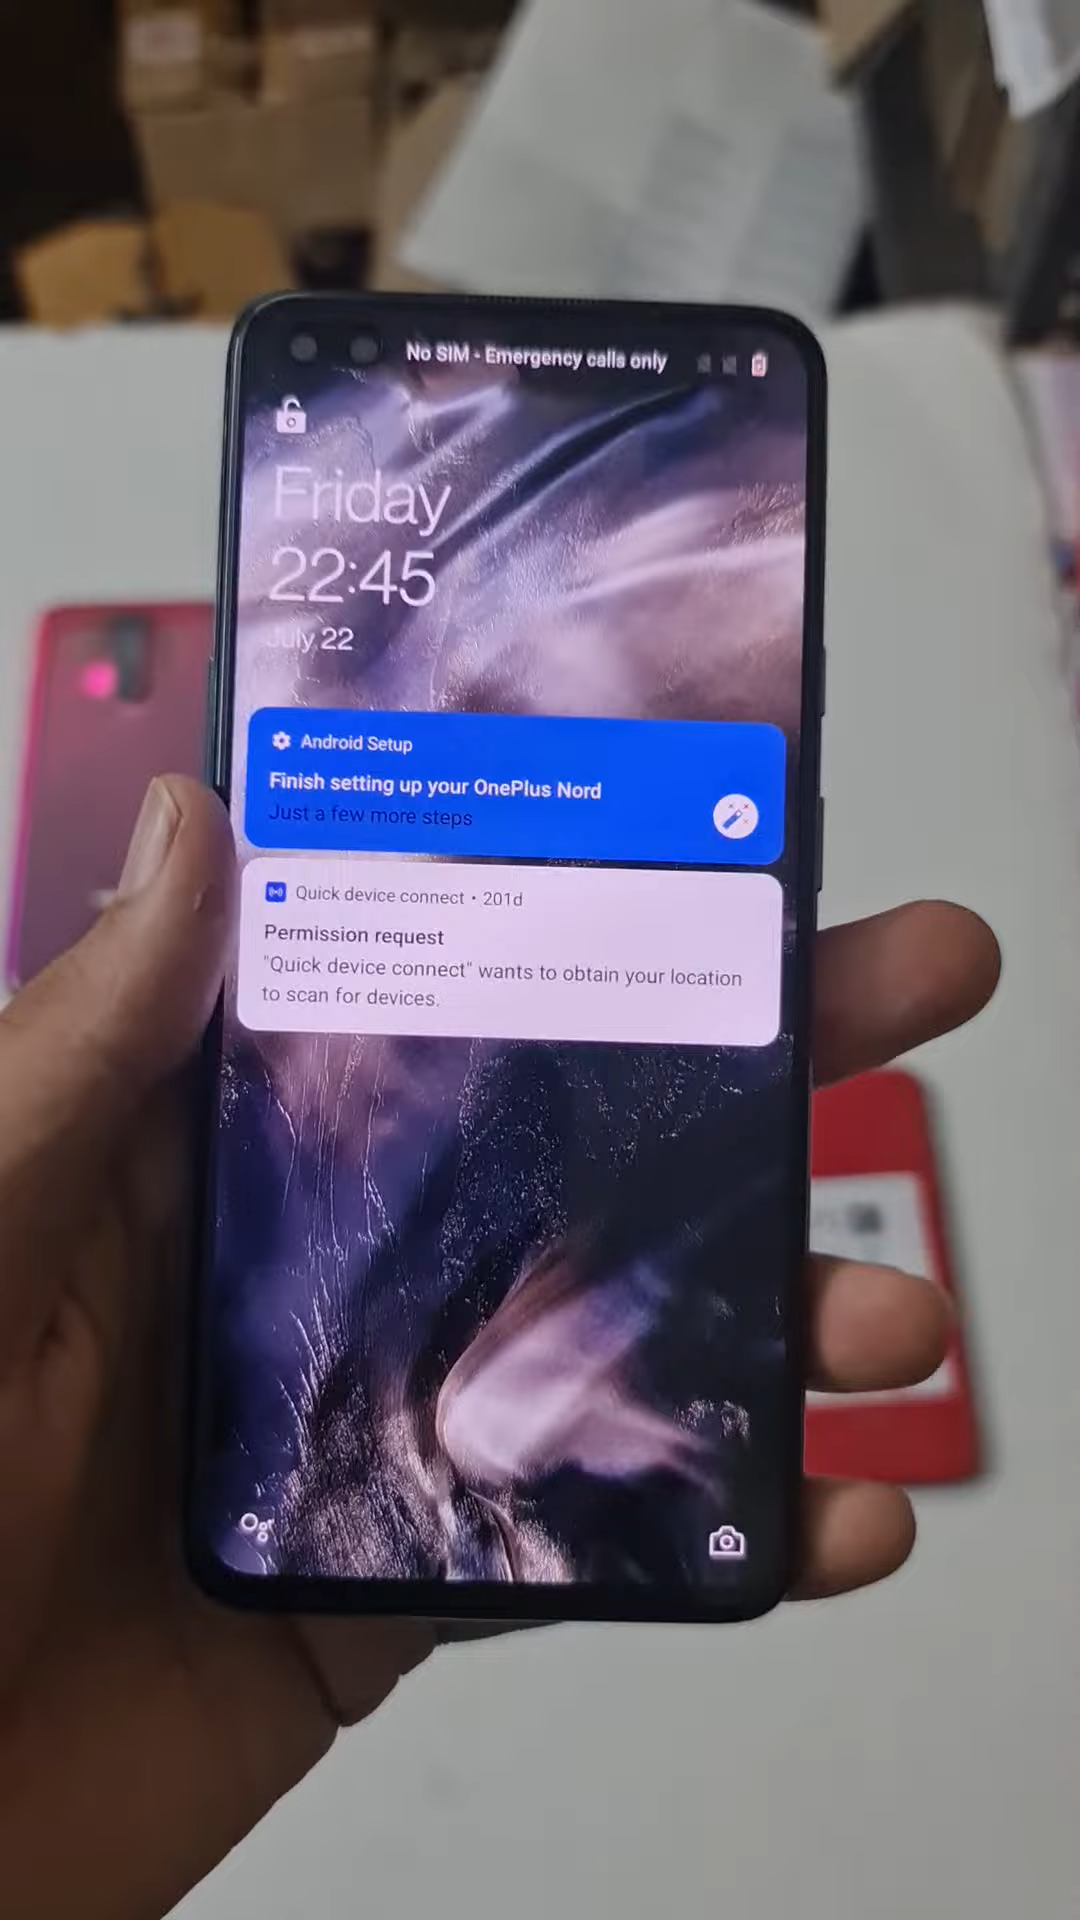 No SIM - Emergency calls only
Friday
22:45
July 22
Android Setup
Finish setting up your OnePlus Nord
Just a few more steps
Quick device connect • 201d
Permission request
"Quick device connect" wants to obtain your location
to scan for devices.